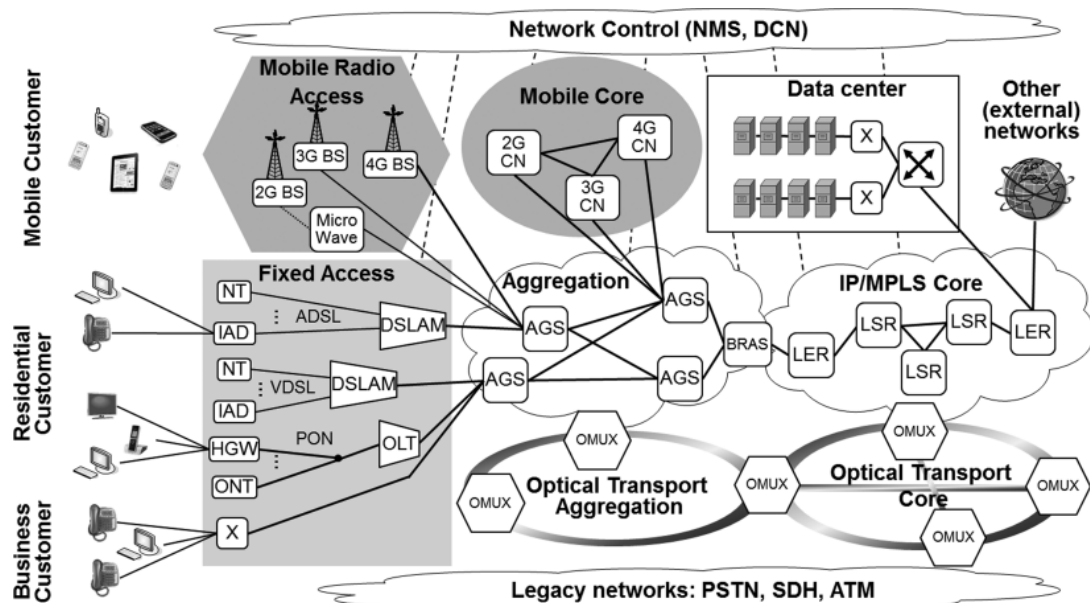 Network Control (NMS, DCN)
Mobile Customer
Mobile Radio
Access
2G BS
3G BS
4G BS
Micro
Wave
Mobile Core
2G
CN
4G
CN
3G
CN
Data center
X
X
Other
(external)
networks
Residential
Customer
Fixed Access
NT
ADSL
IAD
DSLAM
NT
VDSL
IAD
DSLAM
HGW
PON
ONT
OLT
Business
Customer
X
Aggregation
AGS
AGS
AGS
AGS
BRAS
IP/MPLS Core
LER
LSR
LSR
LSR
LER
OMUX
OMUX
Optical Transport
Aggregation
OMUX
OMUX
Optical Transport
Core
OMUX
OMUX
Legacy networks: PSTN, SDH, ATM